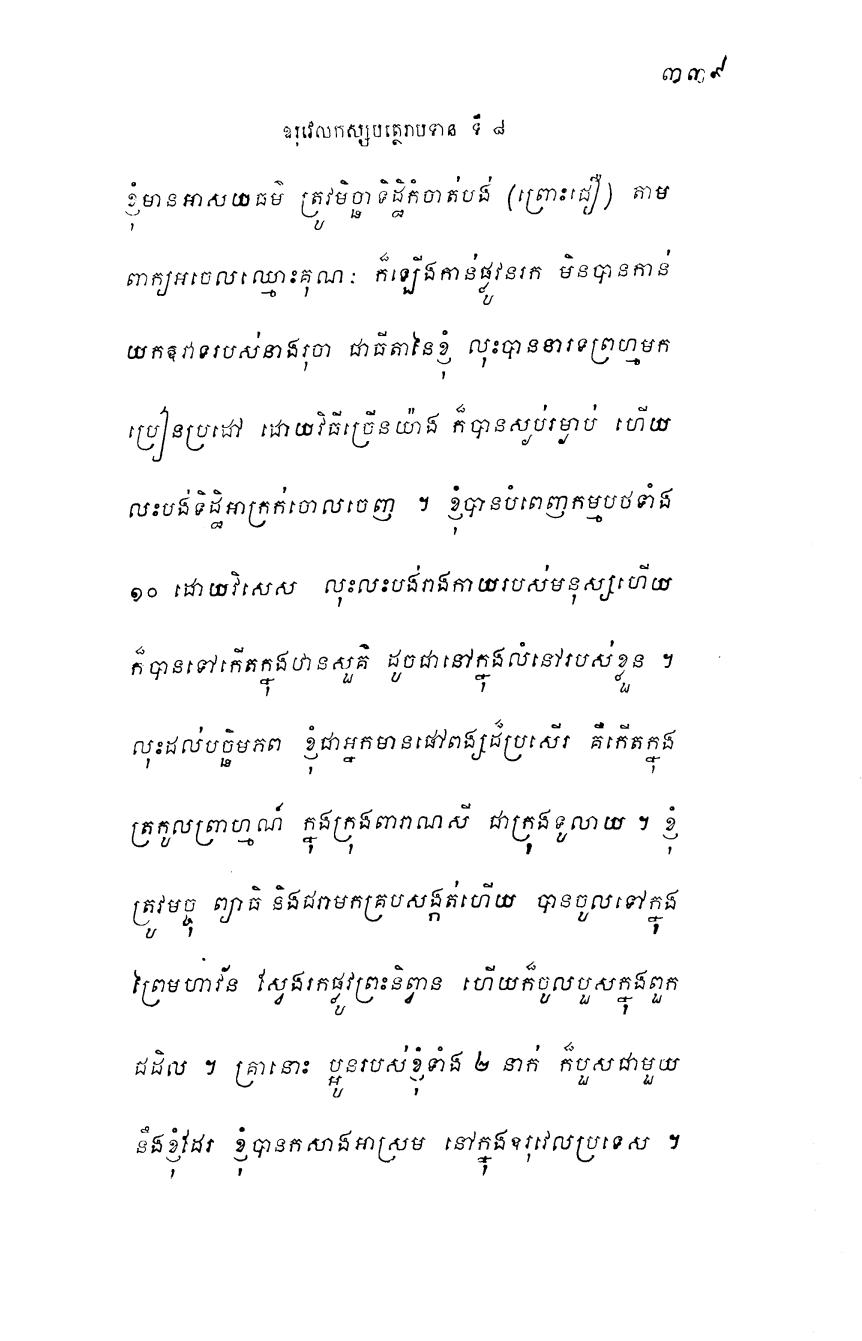 ៣៣៩
ឧរុវេលកស្សបត្ថេរាបទាន ទី ៨
ខ្ញុំមានអាសយធម៌ ត្រូវមិច្ឆាទិដ្ឋិកំចាត់បង់ (ព្រោះជឿ) តាម
ពាក្យអចេលឈ្មោះគុណៈ ក៏ឡើងកាន់ផ្លូវនរក មិនបានកាន់
យកឱវាទរបស់នាងរុចា ជាធីតានៃខ្ញុំ លុះបាននារទព្រហ្មមក
ប្រៀនប្រដៅ ដោយវិធីច្រើនយ៉ាង ក៏បានស្ងប់រម្ងាប់ ហើយ
លះបង់ទិដ្ឋិអាក្រក់ចោលចេញ ។ ខ្ញុំបានបំពេញកម្មបថទាំង
១០ ដោយវិសេស លុះលះបង់រាងកាយរបស់មនុស្សហើយ
ក៏បានទៅកើតក្នុងឋានសួគ៌ ដូចជានៅក្នុងលំនៅរបស់ខ្លួន ។
លុះដល់បច្ឆិមភព ខ្ញុំជាអ្នកមានផៅពង្សដ៏ប្រសើរ គឺកើតក្នុង
ត្រកូលព្រាហ្មណ៍ ក្នុងក្រុងពារាណសី ជាក្រុងទូលាយ ។ ខ្ញុំ
ត្រូវមច្ចុ ព្យាធិ និងជរាមកគ្របសង្កត់ហើយ បានចូលទៅក្នុង
ព្រៃមហាវ័ន ស្វែងរកផ្លូវព្រះនិព្វាន ហើយក៏ចូលបួសក្នុងពួក
ជដិល ។ គ្រានោះ ប្អូនរបស់ខ្ញុំទាំង ២ នាក់ ក៏បួសជាមួយ
នឹងខ្ញុំដែរ ខ្ញុំបានកសាងអាស្រម នៅក្នុងឧរុវេលប្រទេស ។